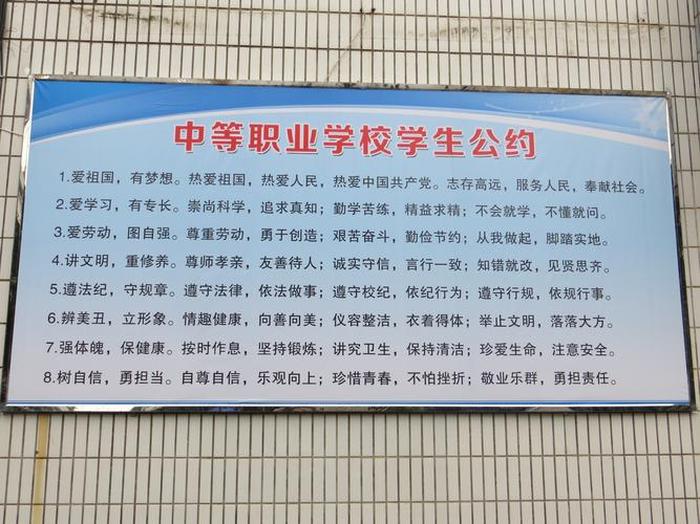 中等职业学校学生公约
1.爱祖国，有梦想。热爱祖国，热爱人民，热爱中国共产党。志存高远，服务人民，奉献社会。
2.爱学习，有专长。崇尚科学，追求真知；勤学苦练，精益求精；不会就学，不懂就问。
3.爱劳动，图自强。尊重劳动，勇于创造；艰苦奋斗，勤俭节约；从我做起，脚踏实地。
4.讲文明，重修养。尊师孝亲，友善待人；诚实守信，言行一致；知错就改，见贤思齐。
5.遵法纪，守规章。遵守法律，依法做事；遵守校纪，依纪行为；遵守行规，依规行事。
6.辨美丑，立形象。情趣健康，向善向美；仪容整洁，衣着得体；举止文明，落落大方。
7.强体魄，保健康。按时作息，坚持锻炼；讲究卫生，保持清洁；珍爱生命，注意安全。
8.树自信，勇担当。自尊自信，乐观向上；珍惜青春，不怕挫折；敬业乐群，勇担责任。